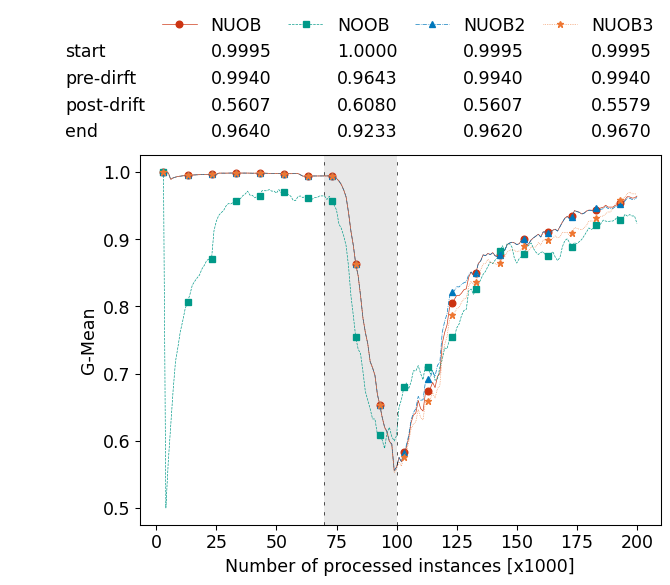 NUOB NOOB NUOB2 NUOB3
start 0.9995 1.0000 0.9995 0.9995
pre-dirft 0.9940 0.9643 0.9940 0.9940
post-drift 0.5607 0.6080 0.5607 0.5579
end 0.9640 0.9233 0.9620 0.9670
1.0
0.9
0.8
0.7
0.6
0.5
G-Mean
0 25 50 75 100 125 150 175 200
Number of processed instances [x1000]